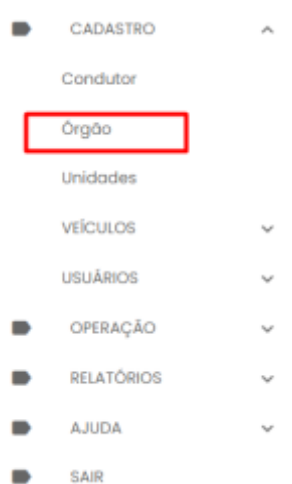 CADASTRO
Condutor
Órgão
Unidades
VEÍCULOS
USUÁRIOS
OPERAÇÃO
RELATÓRIOS
AJUDA
SAIR